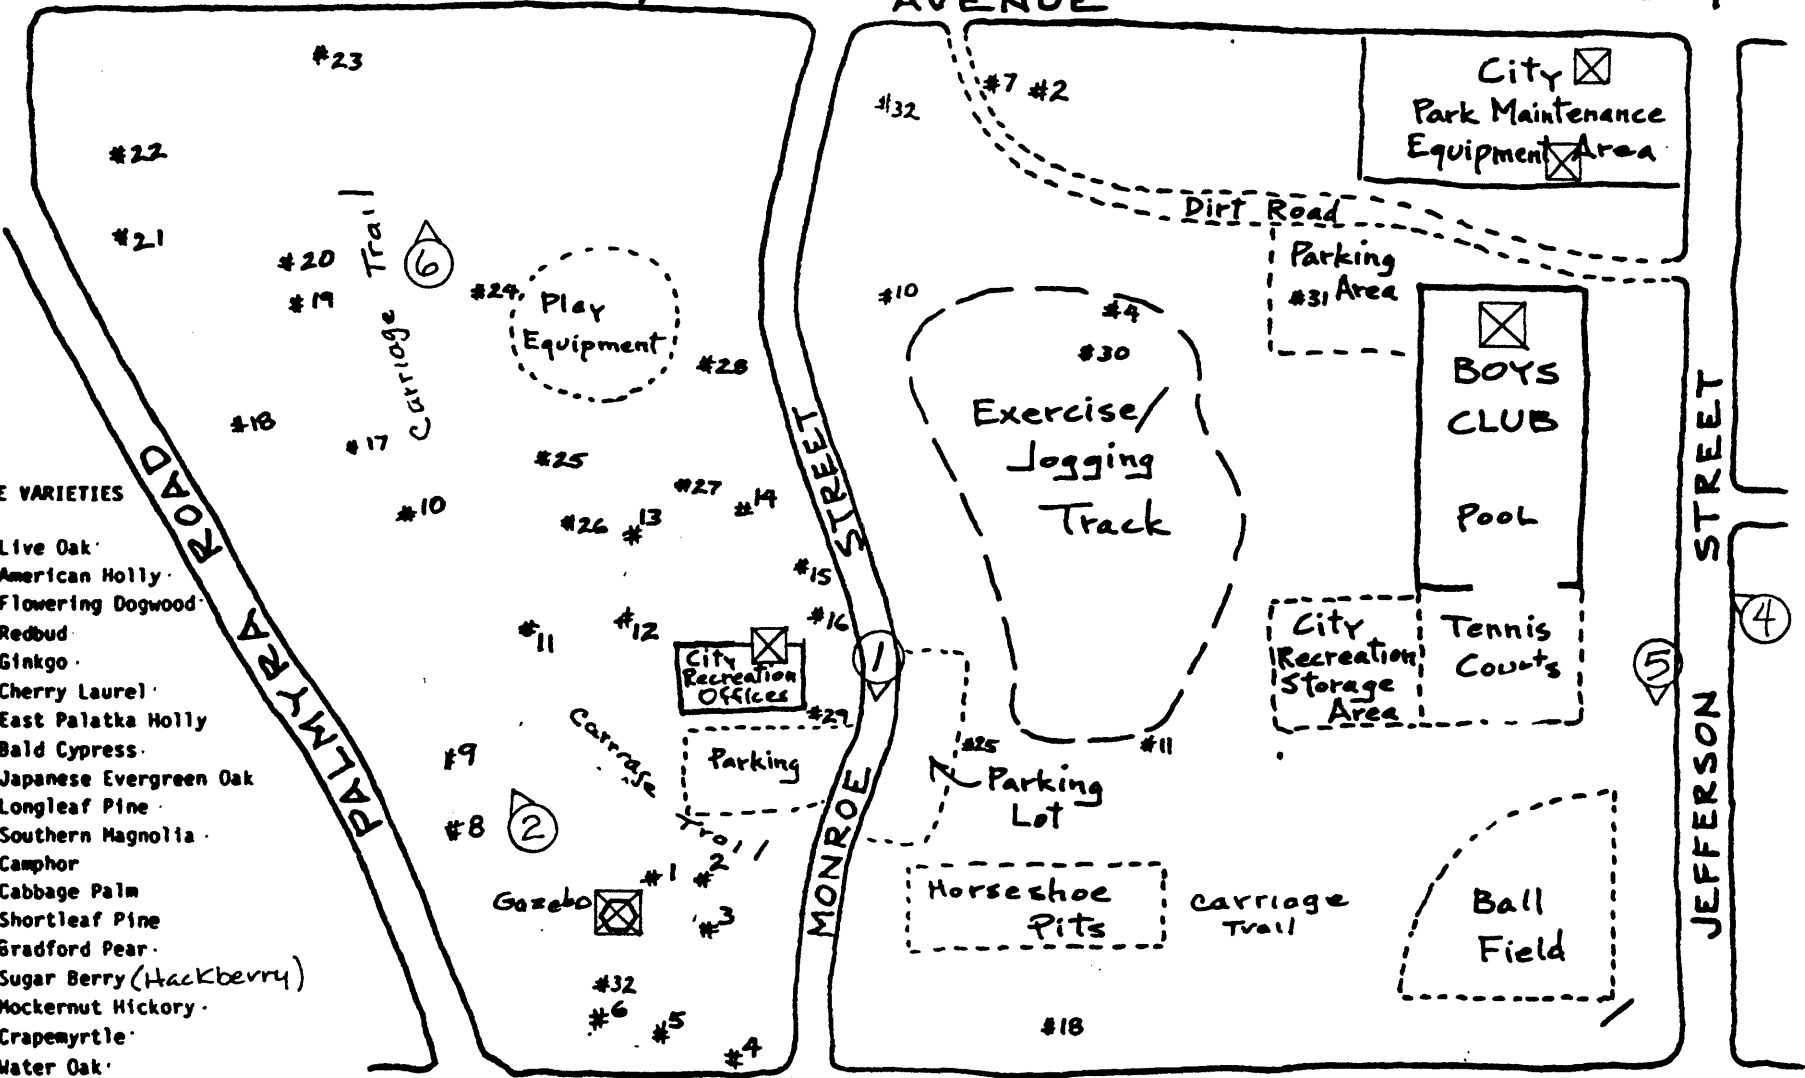 AVENUE
#23
#32
#7 #2
City
Park Maintenance
Equipment Area
#22
#21
Trail
Carriage
#20
#19
6
#24
Play
Equipment
#28
Dirt Road
Parking
Area
#31
#10
#4
#30
Exercise/
Jogging
Track
BOYS
CLUB
POOL
#18
#17
#10
#25
#27
#14
#26
#13
#15
#16
#11
#12
City
Recreation
Offices
#29
1
MONROE STREET
PALMYRA ROAD
JEFFERSON STREET
City
Recreation
Storage
Area
Tennis
Courts
5
4
#9
#8
2
Carraige
Trail
Parking
#25
Parking
Lot
#11
#1
#2
#3
Gazebo
Horseshoe
Pits
Carriage
Trail
Ball
Field
#32
#6
#5
#4
#18
E VARIETIES
Live Oak
American Holly
Flowering Dogwood
Redbud
Ginkgo
Cherry Laurel
East Palatka Holly
Bald Cypress
Japanese Evergreen Oak
Longleaf Pine
Southern Magnolia
Camphor
Cabbage Palm
Shortleaf Pine
Bradford Pear
Sugar Berry (Hackberry)
Mockernut Hickory
Crapemyrtle
Water Oak